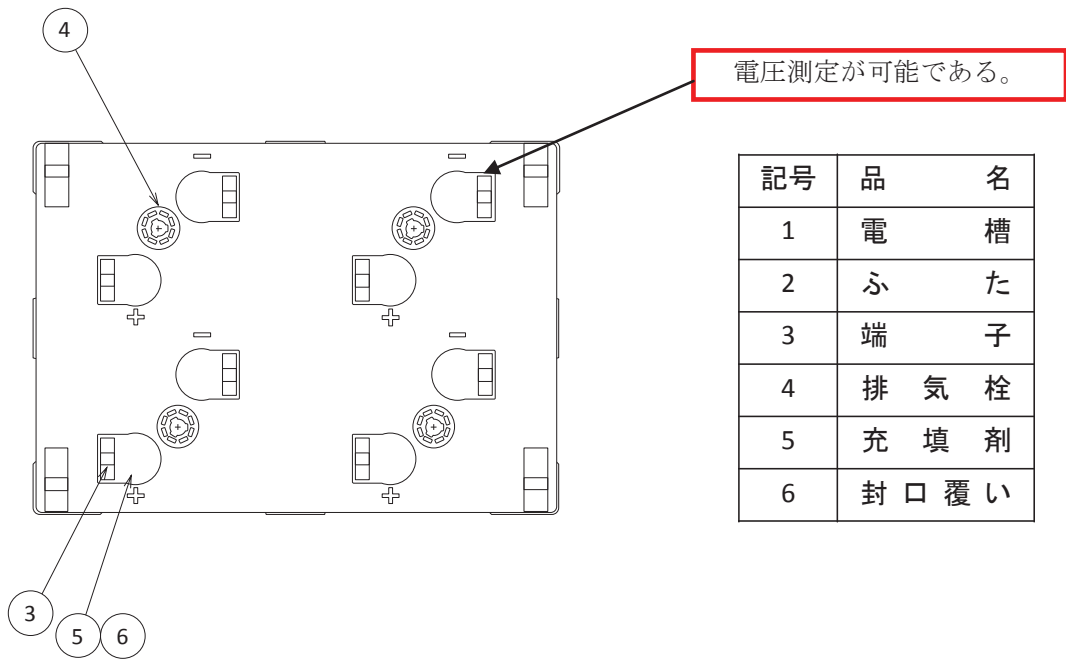 4
電圧測定が可能である。
記号 品名
1 電槽
2 ふた
3 端子
4 排気栓
5 充填剤
6 封口覆い
3
5 6